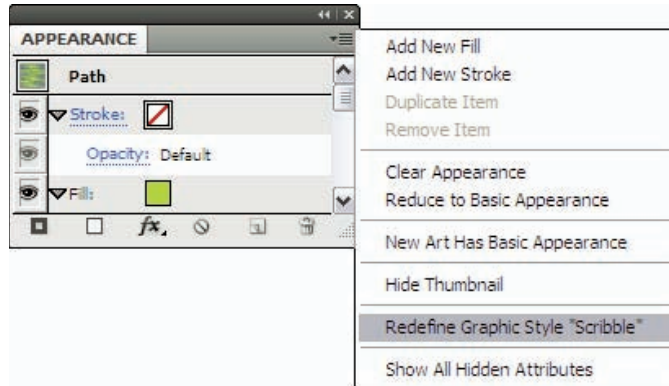 APPEARANCE
Path
Stroke:
Opacity: Default
Fill:
fx
Add New Fill
Add New Stroke
Duplicate Item
Remove Item
Clear Appearance
Reduce to Basic Appearance
New Art Has Basic Appearance
Hide Thumbnail
Redefine Graphic Style "Scribble"
Show All Hidden Attributes